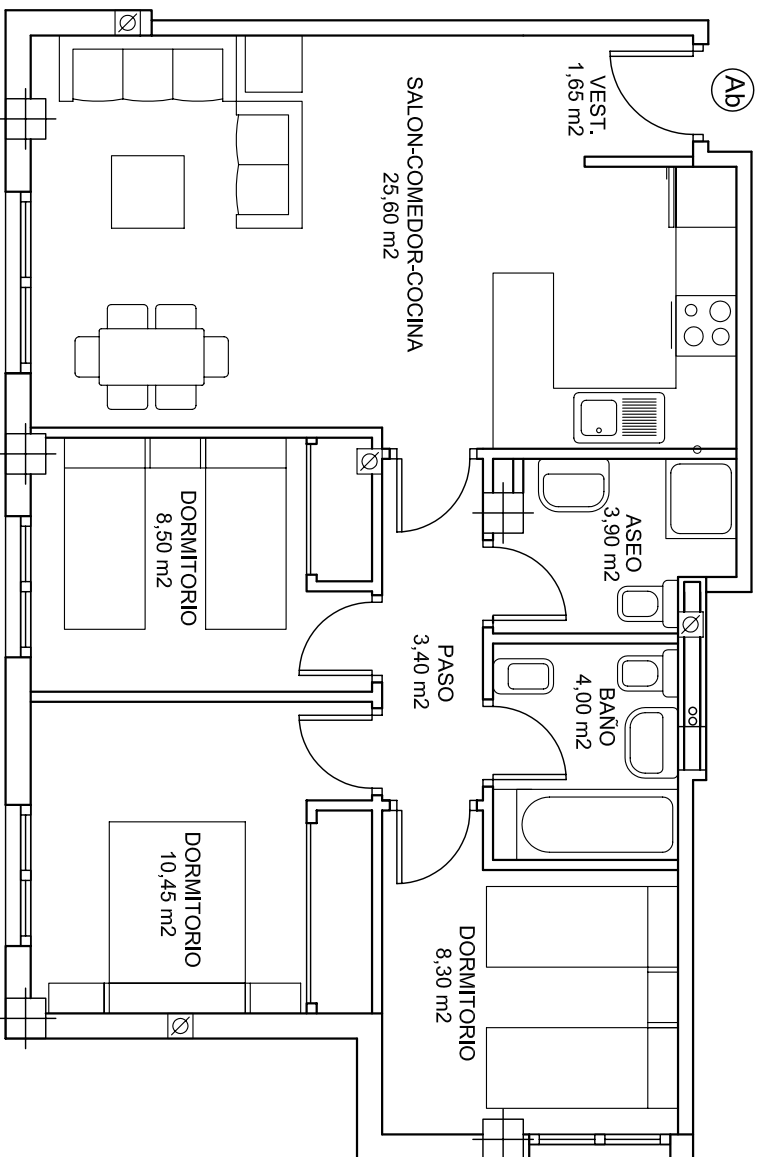 Ab
VEST.
1,65 m2
SALON-COMEDOR-COCINA
25,60 m2
ASEO
3,90 m2
BAÑO
4,00 m2
PASO
3,40 m2
DORMITORIO
8,50 m2
DORMITORIO
10,45 m2
DORMITORIO
8,30 m2